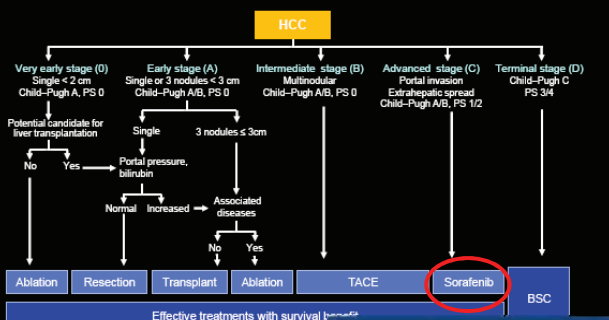 HCC
Very early stage (0)
Single < 2 cm
Child–Pugh A, PS 0
Early stage (A)
Single or 3 nodules < 3 cm
Child–Pugh A/B, PS 0
Intermediate stage (B)
Multinodular
Child–Pugh A/B, PS 0
Advanced stage (C)
Portal invasion
Extrahepatic spread
Child–Pugh A/B, PS 1/2
Terminal stage (D)
Child–Pugh C
PS 3/4
Potential candidate for
liver transplantation
No
Yes
Single
3 nodules ≤ 3cm
Portal pressure,
bilirubin
Normal
Increased
Associated
diseases
No
Yes
Ablation
Resection
Transplant
Ablation
TACE
Sorafenib
BSC
Effective treatments with survival benefit